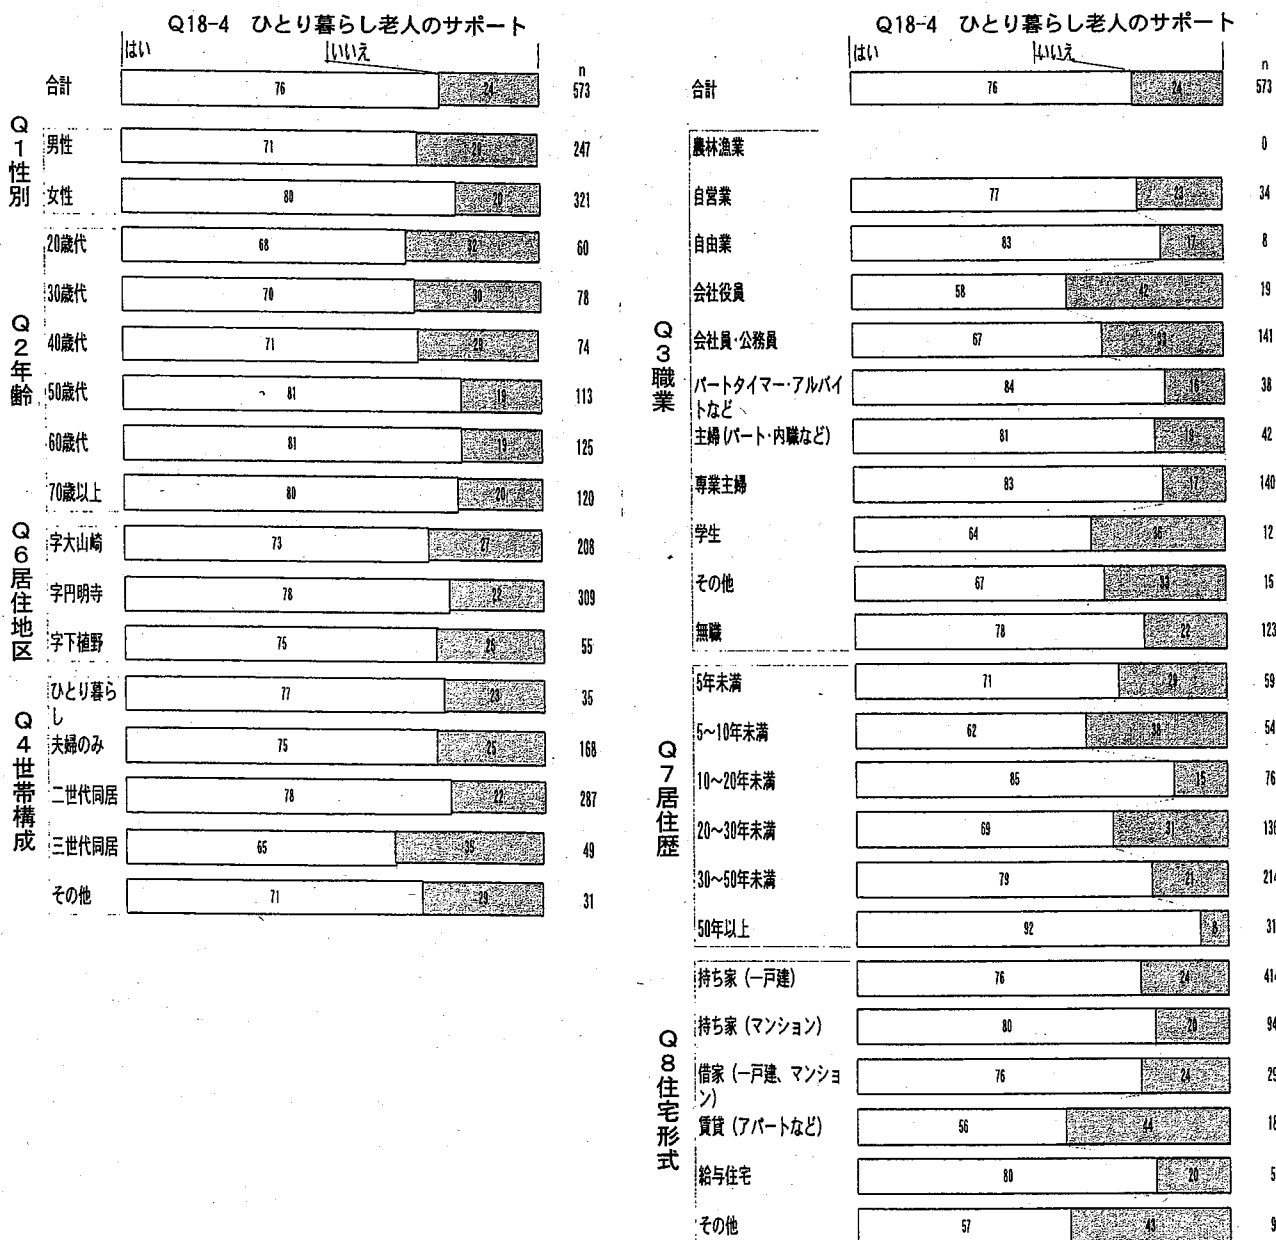 Q18-4 ひとり暮らし老人のサポート
はい いいえ
n
合計 76 24 573
Q1性別
男性 71 247
女性 80 20 321
Q2年齢
20歳代 68 32 60
30歳代 70 30 78
40歳代 71 74
50歳代 81 19 113
60歳代 81 19 125
70歳以上 80 20 120
Q6居住地区
字大山崎 73 27 208
字円明寺 78 22 309
字下植野 75 55
Q4世帯構成
ひとり暮ら
し 77 23 35
夫婦のみ 75 25 168
二世代同居 78 22 287
三世代同居 65 35 49
その他 71 29 31
Q18-4 ひとり暮らし老人のサポート
はい いいえ
n
合計 76 24 573
Q3職業
農林漁業 0
自営業 77 23 34
自由業 83 17 8
会社役員 58 42 19
会社員・公務員 67 33 141
パートタイマー・アルバイ
トなど 84 16 38
主婦(パート・内職など) 81 19 42
専業主婦 83 17 140
学生 64 36 12
その他 67 33 15
無職 78 22 123
Q7居住歴
5年未満 71 29 59
5〜10年未満 62 38 54
10〜20年未満 85 15 76
20〜30年未満 69 31
30〜50年未満 79 21 214
50年以上 92 8 31
Q8住宅形式
持ち家(一戸建) 76 24 414
持ち家(マンション) 80 20 94
借家(一戸建、マンショ
ン) 76 24 29
賃貸(アパートなど) 56 44 18
給与住宅 80 20 5
その他 57 43 9